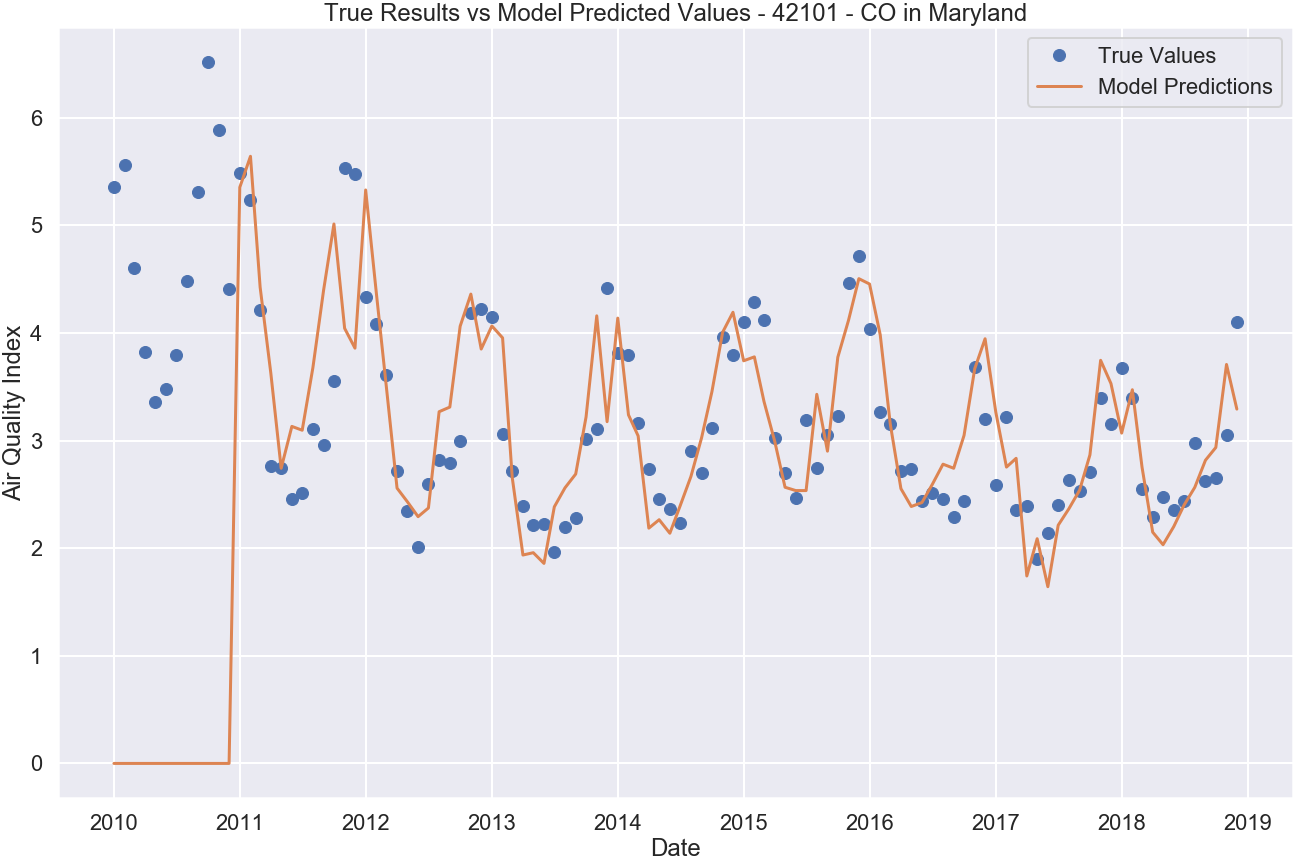 True Results vs Model Predicted Values - 42101 - CO in Maryland
True Values
Model Predictions
Air Quality Index
6
5
4
3
2
1
0
2010 2011 2012 2013 2014 2015 2016 2017 2018 2019
Date